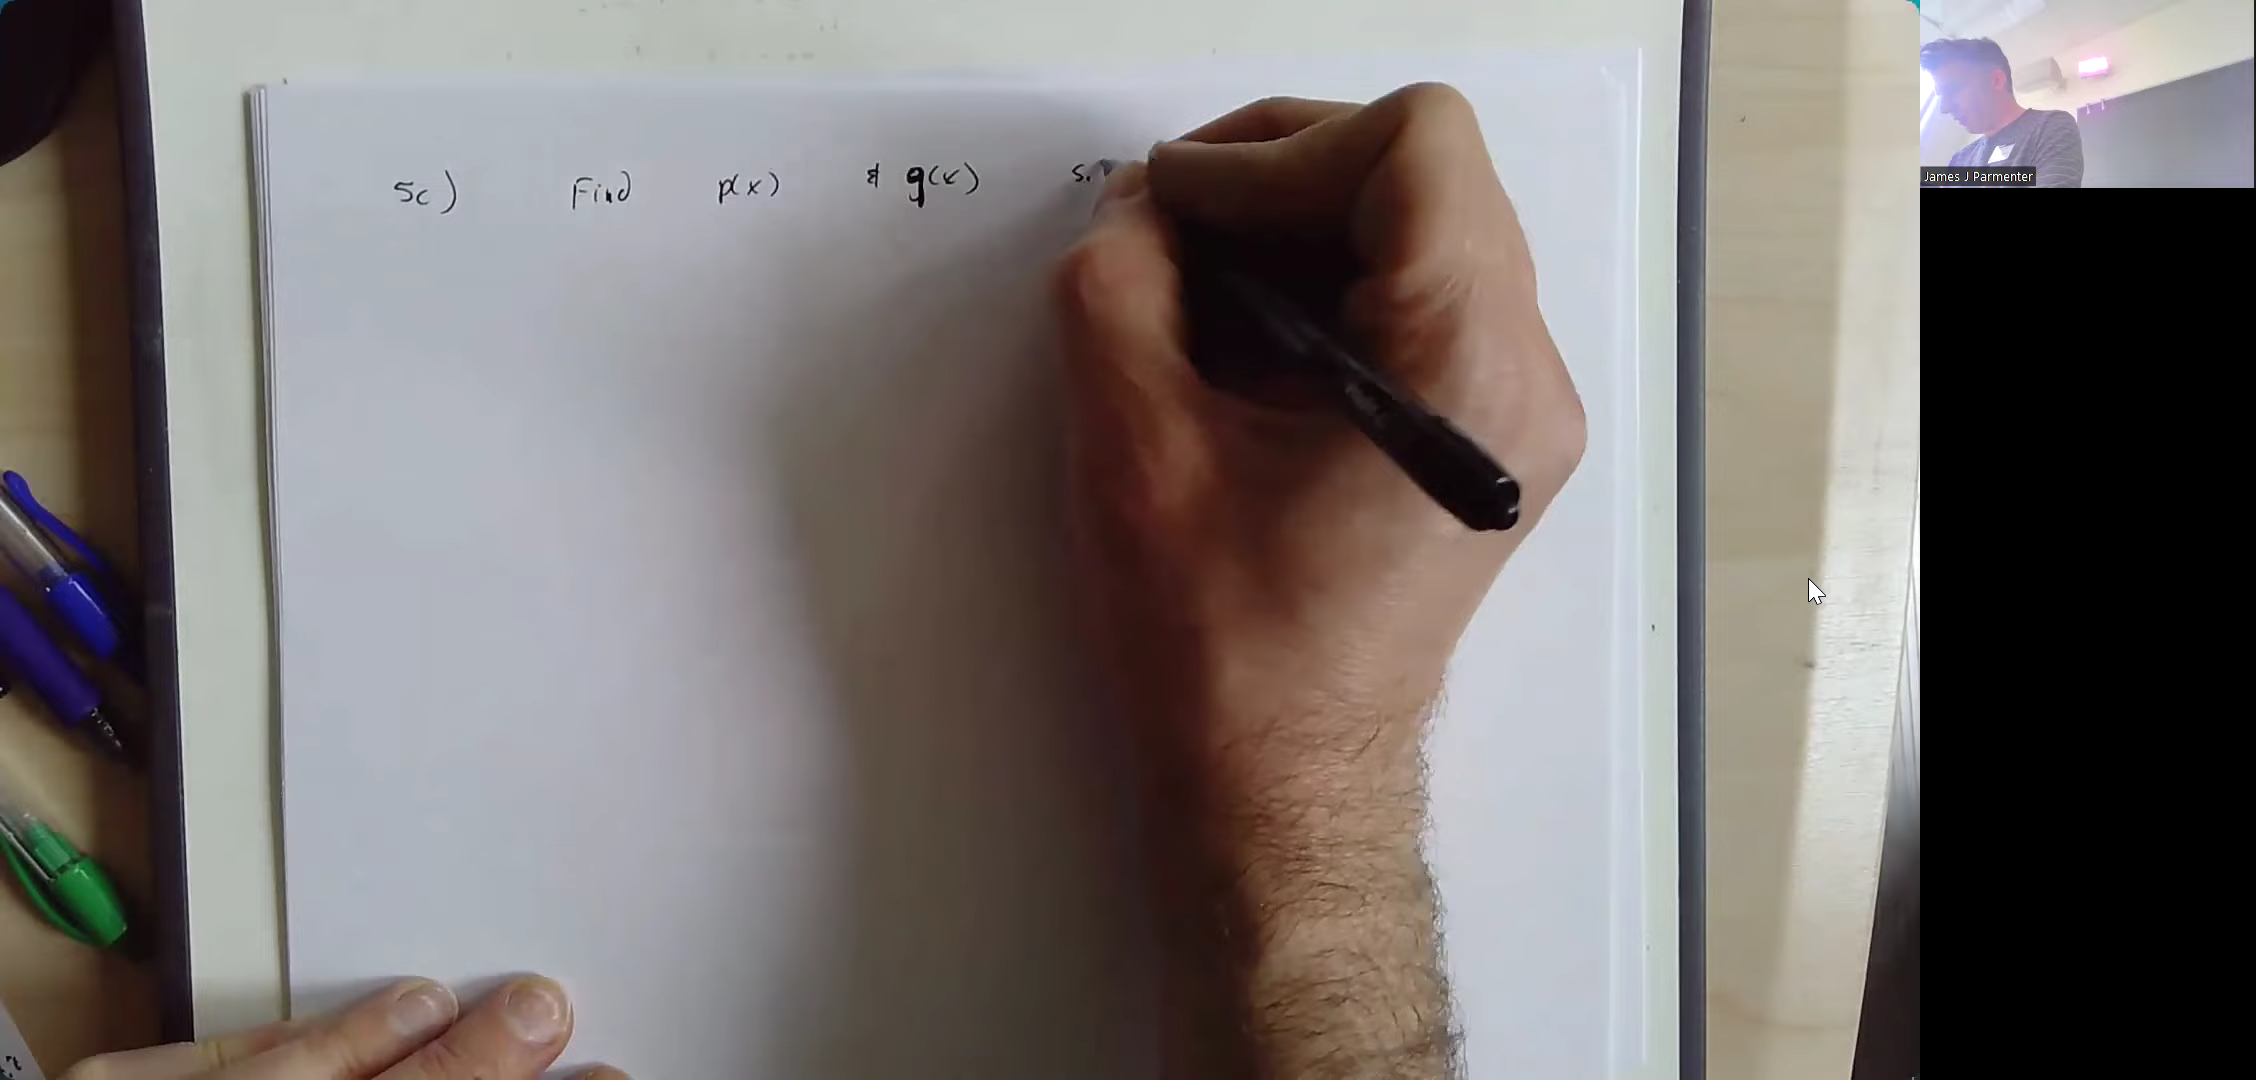 5c) Find p(x) & g(x) s.
James J Parmenter